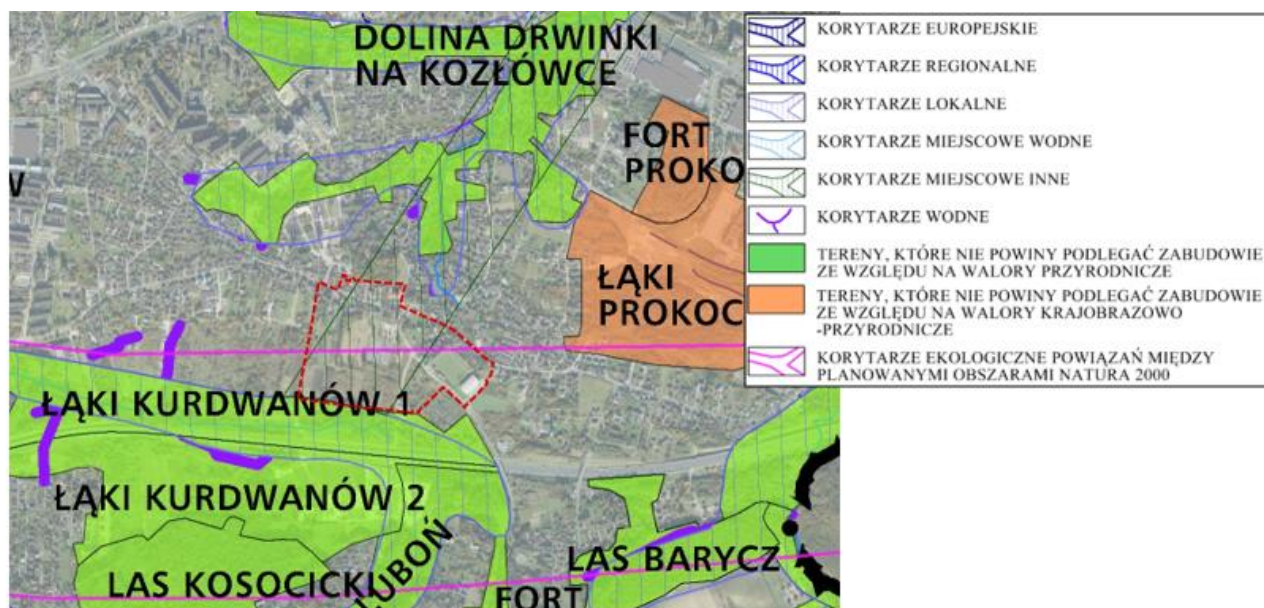 DOLINA DRWINKI
NA KOZŁÓWCE
FORT
PROKO
W
ŁĄKI
PROKOC
ŁĄKI KURDWANÓW 1
ŁĄKI KURDWANÓW 2
LAS KOSOCICKI
LUBOŃ
LAS BARYCZ
FORT
KORYTARZE EUROPEJSKIE
KORYTARZE REGIONALNE
KORYTARZE LOKALNE
KORYTARZE MIEJSCOWE WODNE
KORYTARZE MIEJSCOWE INNE
KORYTARZE WODNE
TERENY, KTÓRE NIE POWINY PODLEGAĆ ZABUDOWIE
ZE WZGLĘDU NA WALORY PRZYRODNICZE
TERENY, KTÓRE NIE POWINY PODLEGAĆ ZABUDOWIE
ZE WZGLĘDU NA WALORY KRAJOBRAZOWO
-PRZYRODNICZE
KORYTARZE EKOLOGICZNE POWIĄZAŃ MIĘDZY
PLANOWANYMI OBSZARAMI NATURA 2000